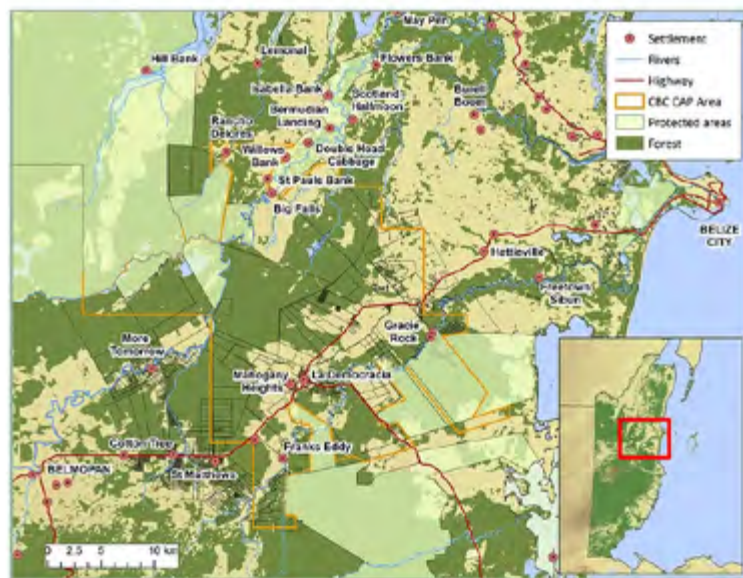 May Pen
Hill Bank
Lemonal
Flowers Bank
Isabella Bank
Scotland
Halfmoon
Burell
Boom
Bermudian
Landing
Rancho
Delores
Willows
Bank
Double Head
Cabbage
St Pauls Bank
Big Falls
BELIZE
CITY
Hattieville
Freetown
Sibun
Gracie
Rock
More
Tomorrow
Mahogany
Heights
La Democracia
Cotton Tree
Franks Eddy
St Matthews
BELMOPAN
0 2.5 5 10 km
Settlement
Rivers
Highway
CBC CAP Area
Protected areas
Forest